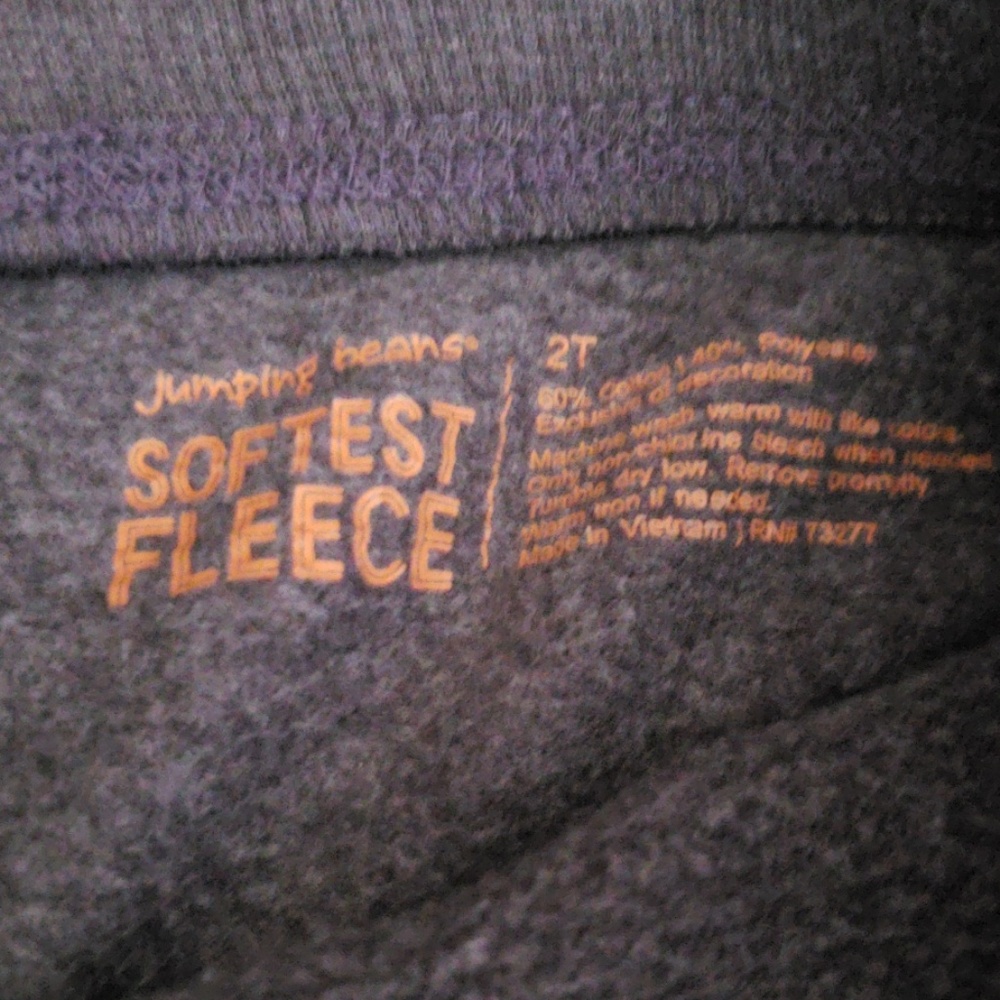 jumping beans®
SOFTEST
FLEECE
2T
60% Cotton | 40% Polyester
Exclusive of decoration
Machine wash warm with like colors.
Only non-chlorine bleach when needed.
Tumble dry low. Remove promptly
Warm iron if needed.
Made in Vietnam | RN# 73277